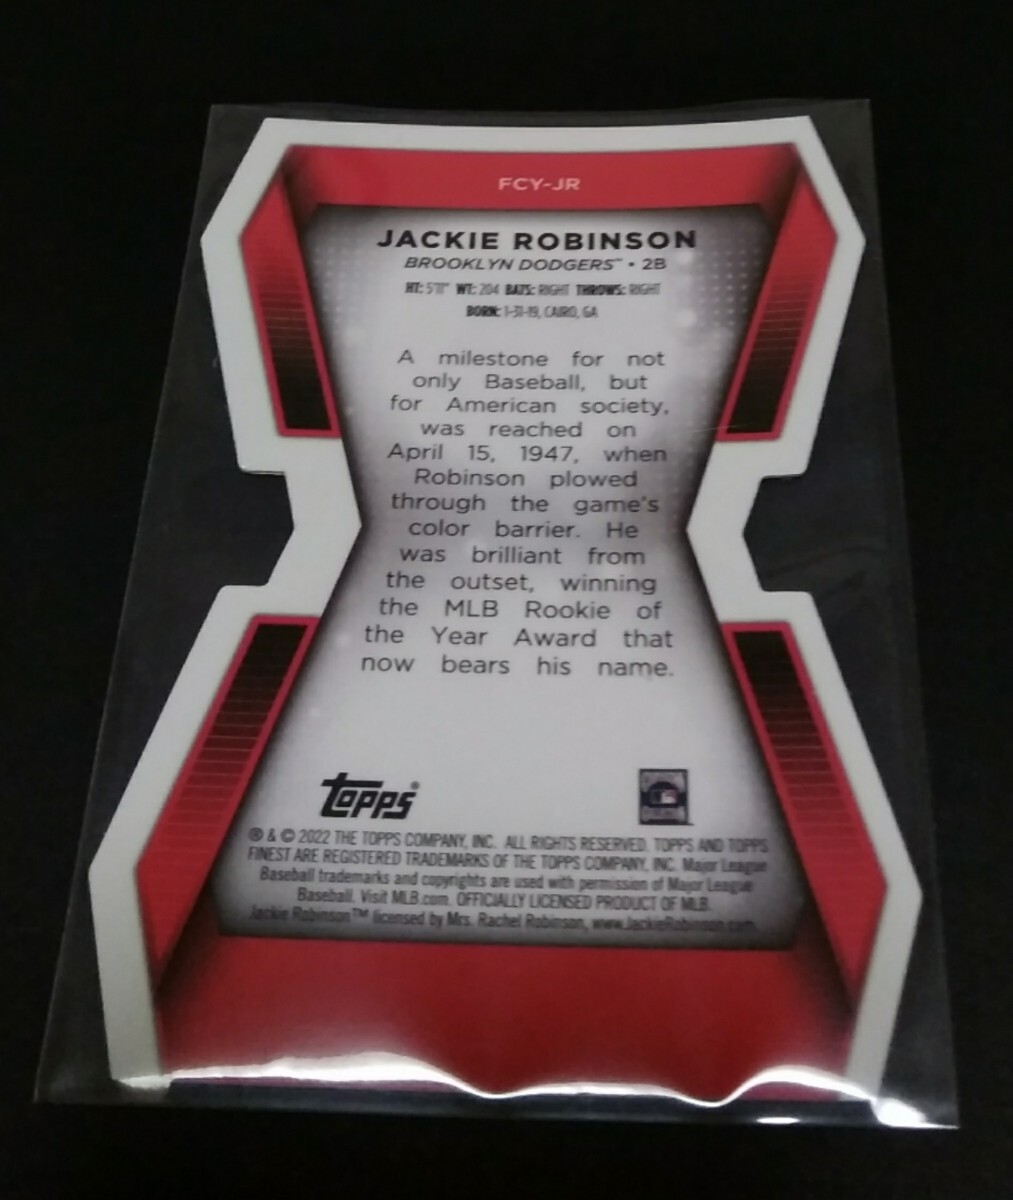 FCY-JR
JACKIE ROBINSON
BROOKLYN DODGERS™ • 2B
HT: 5'11" WT: 204 BATS: RIGHT THROWS: RIGHT
BORN: 1-31-19, CAIRO, GA
A milestone for not
only Baseball, but
for American society,
was reached on
April 15, 1947, when
Robinson plowed
through the game's
color barrier. He
was brilliant from
the outset, winning
the MLB Rookie of
the Year Award that
now bears his name.
topps®
® & © 2022 THE TOPPS COMPANY, INC. ALL RIGHTS RESERVED. TOPPS AND TOPPS
FINEST ARE REGISTERED TRADEMARKS OF THE TOPPS COMPANY, INC. Major League
Baseball trademarks and copyrights are used with permission of Major League
Baseball. Visit MLB.com. OFFICIALLY LICENSED PRODUCT OF MLB.
Jackie Robinson™ licensed by Mrs. Rachel Robinson, www.JackieRobinson.com.